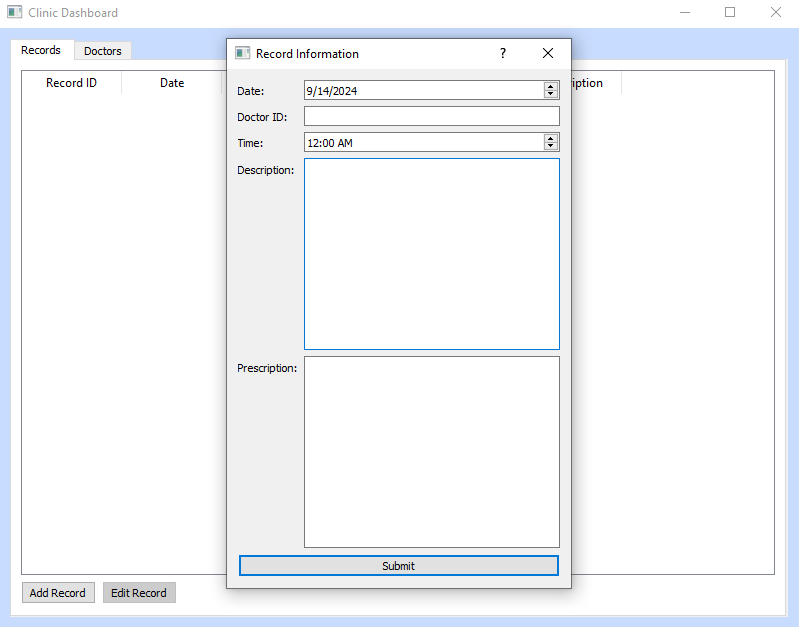 Clinic Dashboard
Records Doctors
Record ID Date
Record Information ?
Date: 9/14/2024
Doctor ID:
Time: 12:00 AM
Description:
Prescription:
Submit
Add Record Edit Record